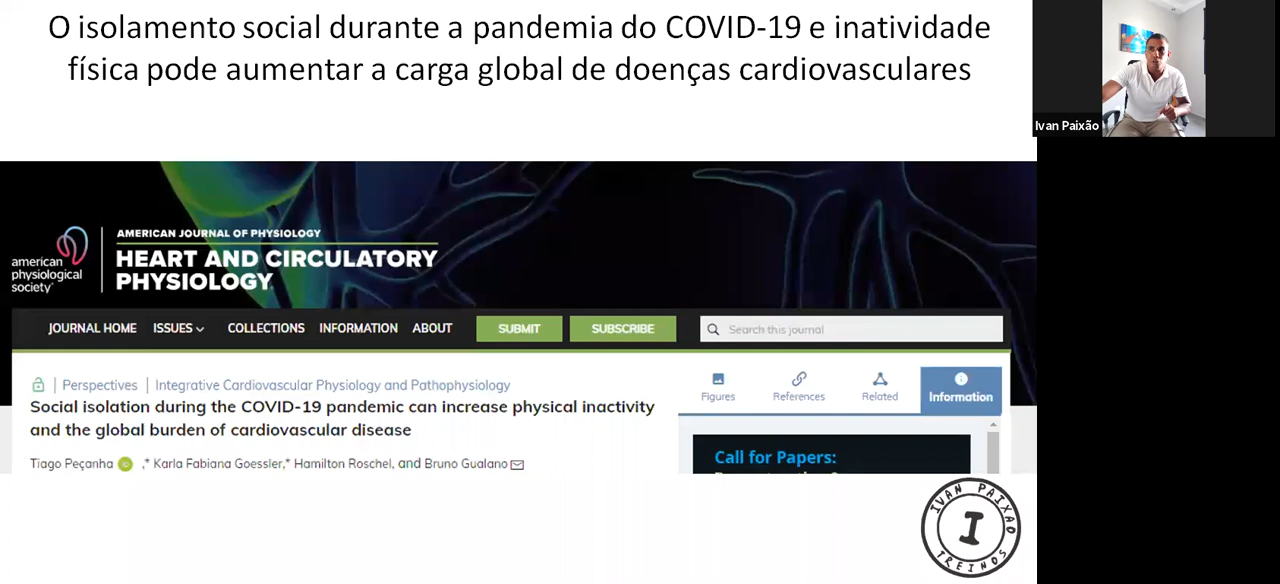 O isolamento social durante a pandemia do COVID-19 e inatividade
física pode aumentar a carga global de doenças cardiovasculares
Ivan Paixão
american
physiological
society
AMERICAN JOURNAL OF PHYSIOLOGY
HEART AND CIRCULATORY
PHYSIOLOGY
JOURNAL HOME ISSUES COLLECTIONS INFORMATION ABOUT SUBMIT SUBSCRIBE Search this journal
Perspectives | Integrative Cardiovascular Physiology and Pathophysiology
Figures References Related Information
Social isolation during the COVID-19 pandemic can increase physical inactivity
and the global burden of cardiovascular disease
Tiago Peçanha iD ,* Karla Fabiana Goessler,* Hamilton Roschel, and Bruno Gualano
Call for Papers:
IVAN PAIXAO
I
TREINOS